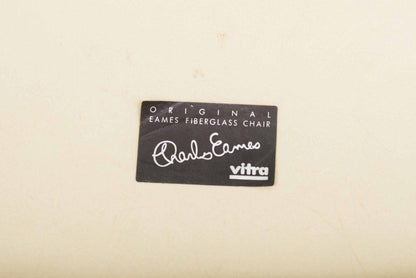 ORIGINAL
EAMES FIBERGLASS CHAIR
Charles Eames
vitra